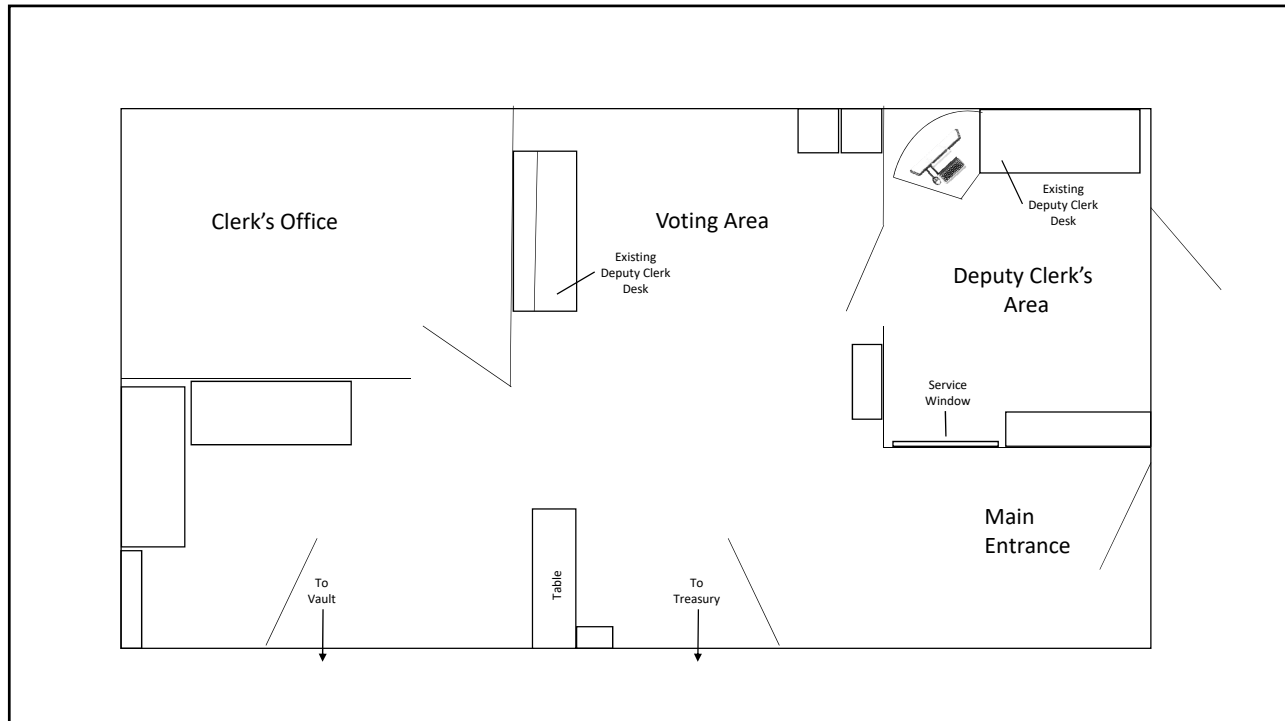 Clerk's Office
Voting Area
Existing
Deputy Clerk
Desk
Existing
Deputy Clerk
Desk
Deputy Clerk's
Area
Service
Window
Main
Entrance
To
Vault
Table
To
Treasury